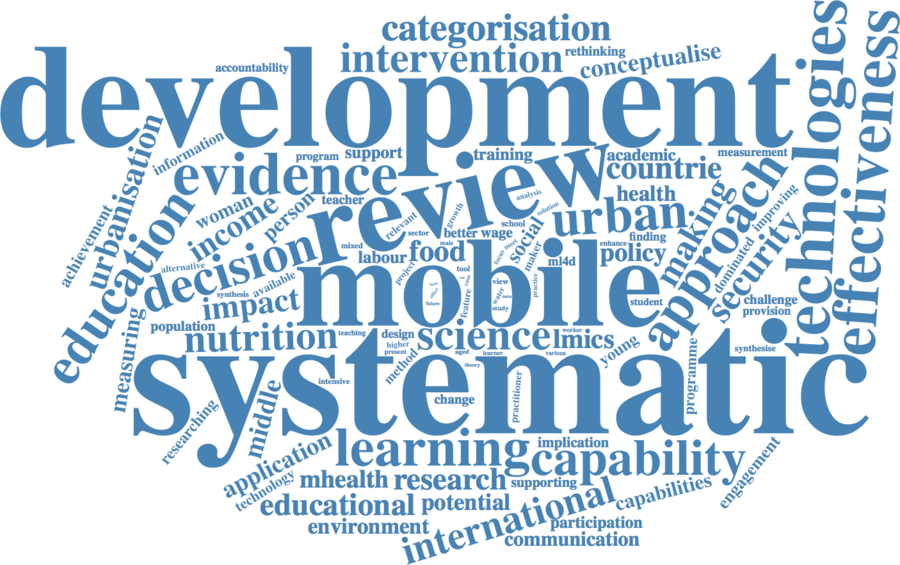 categorisation
intervention
rethinking
conceptualise
accountability
development
technologies
effectiveness
urbanisation
information
program
support
training
academic
measurement
evidence
countrie
review
approach
teacher
analysis
health
making
improving
achievement
education
woman
income
person
relevant
growth
school
solution
urban
social
sector
better wage
finding
dominated
security
decision
mixed
labour
food
male
focus
meet
maker
enhance
policy
alternative
project
tool
ml4d
available
synthesis
mobile
case
view
practice
feature
water
impact
future
study
student
challenge
provision
measuring
population
nutrition
teaching
design
science
worker
lmics
higher
present
method
aged
learner
various
young
synthesise
systematic
theory
intensive
practitioner
programme
change
middle
researching
learning
implication
capability
application
technology
mhealth
research
supporting
capabilities
engagement
educational
potential
international
environment
participation
communication